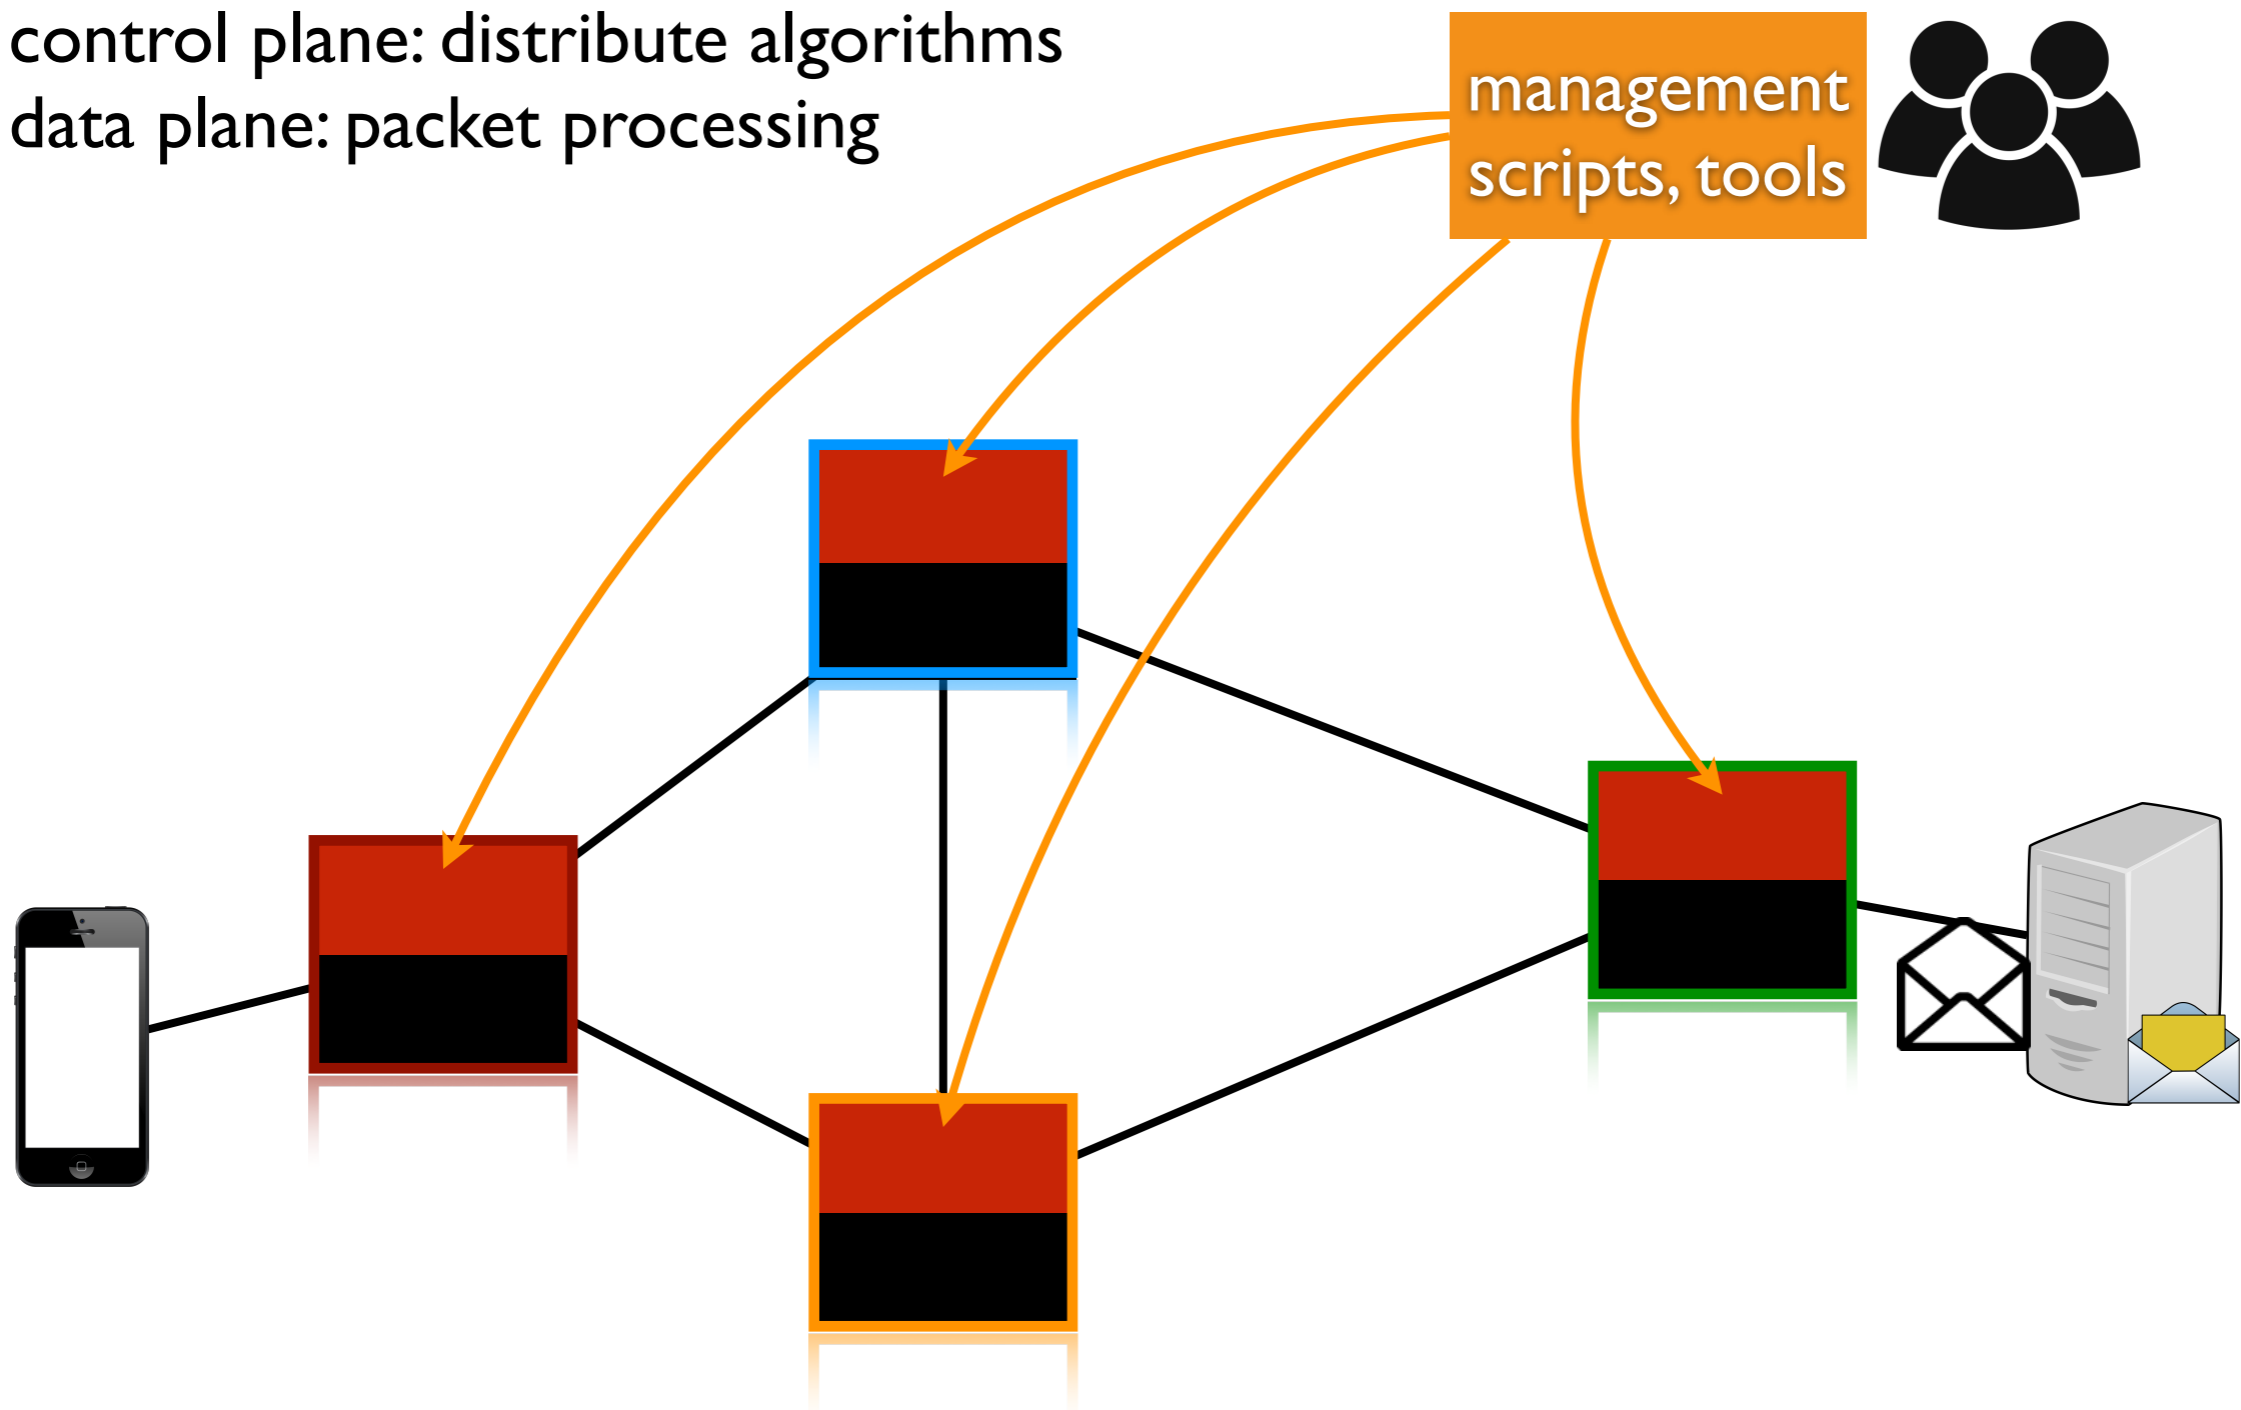 control plane: distribute algorithms
data plane: packet processing
management
scripts, tools